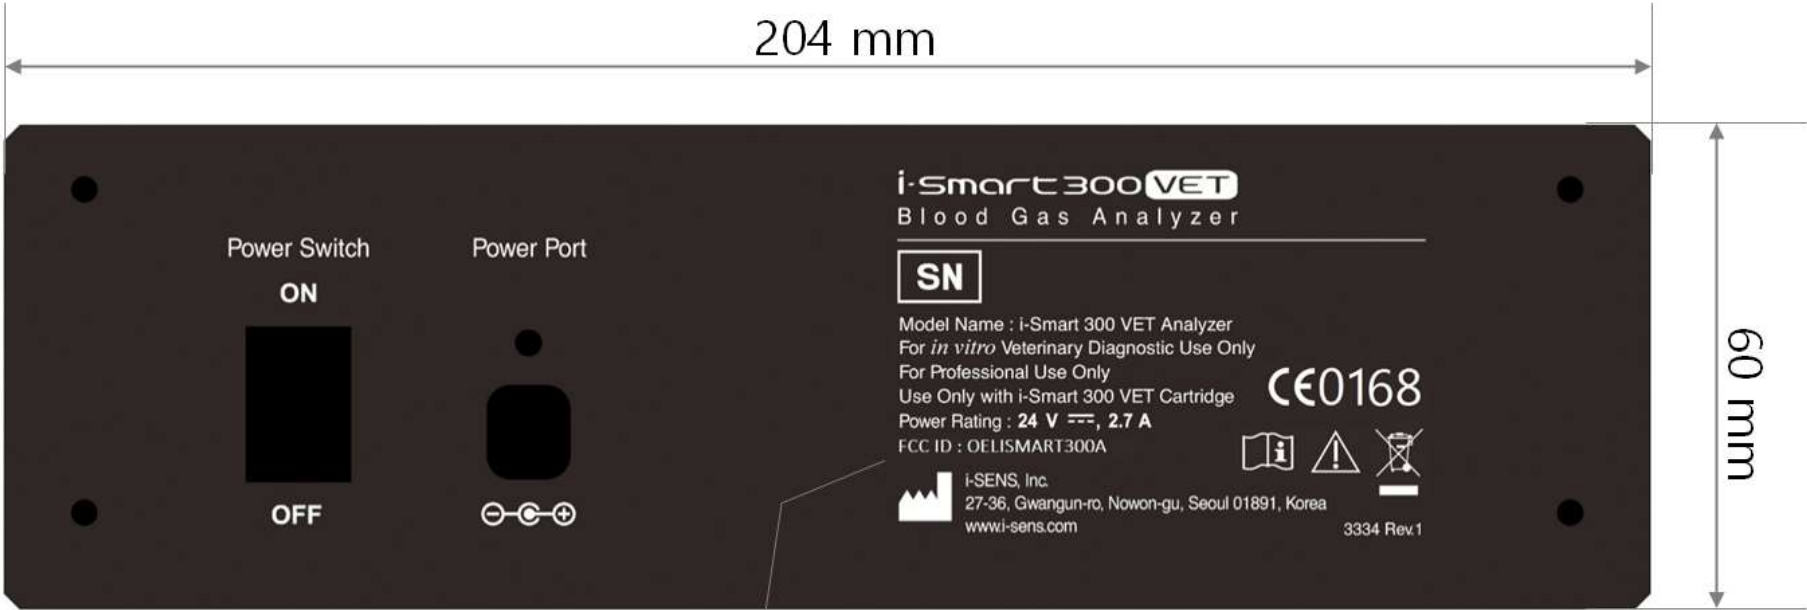 204 mm
i-Smart 300 VET
Blood Gas Analyzer
Power Switch
Power Port
ON
OFF
SN
Model Name : i-Smart 300 VET Analyzer
For in vitro Veterinary Diagnostic Use Only
For Professional Use Only
Use Only with i-Smart 300 VET Cartridge
Power Rating : 24 V ⎓, 2.7 A
FCC ID : OELISMART300A
CE0168
i-SENS, Inc.
27-36, Gwangun-ro, Nowon-gu, Seoul 01891, Korea
www.i-sens.com
3334 Rev.1
60 mm